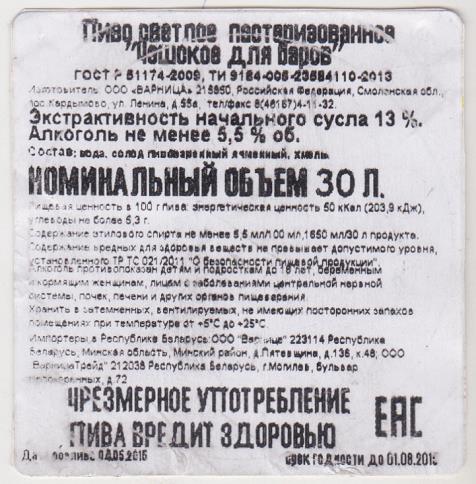 Пиво светлое пастеризованное
"Чешское для баров"
ГОСТ Р 51174-2009, ТИ 9184-005-23584110-2013
Изготовитель: ООО «ВАРНИЦА» 215850, Российская Федерация, Смоленская обл.,
пос.Кардымово, ул. Ленина, д.55а, тел/факс 8(48167)4-11-32.
Экстрактивность начального сусла 13 %.
Алкоголь не менее 5,5 % об.
Состав: вода, солод пивоваренный ячменный, хмель.
НОМИНАЛЬНЫЙ ОБЪЕМ 30 Л.
Пищевая ценность в 100 г пива: энергетическая ценность 50 кКал (203,9 кДж),
углеводы не более 5,3 г.
Содержание этилового спирта не менее 5,5 мл/100 мл, 1650 мл/30 л продукта.
Содержание вредных для здоровья веществ не превышает допустимого уровня,
установленного ТР ТС 021/2011 "О безопасности пищевой продукции".
Алкоголь противопоказан детям и подросткам до 18 лет, беременным
и кормящим женщинам, лицам с заболеваниями центральной нервной
системы, почек, печени и других органов пищеварения.
Хранить в затемненных, вентилируемых, не имеющих посторонних запахов
помещениях при температуре от +5°С до +25°С.
Импортеры в Республике Беларусь:ООО "Варница" 223114 Республика
Беларусь, Минская область, Минский район, д.Лятевщина, д.136, к.48; ООО
"ВарницаТрейд" 212038 Республика Беларусь, г.Могилев, бульвар
Непокоренных, д.72
ЧРЕЗМЕРНОЕ УПОТРЕБЛЕНИЕ
ПИВА ВРЕДИТ ЗДОРОВЬЮ
ЕАС
Дата розлива 04.05.2015
СРОК ГОДНОСТИ ДО 01.08.2015